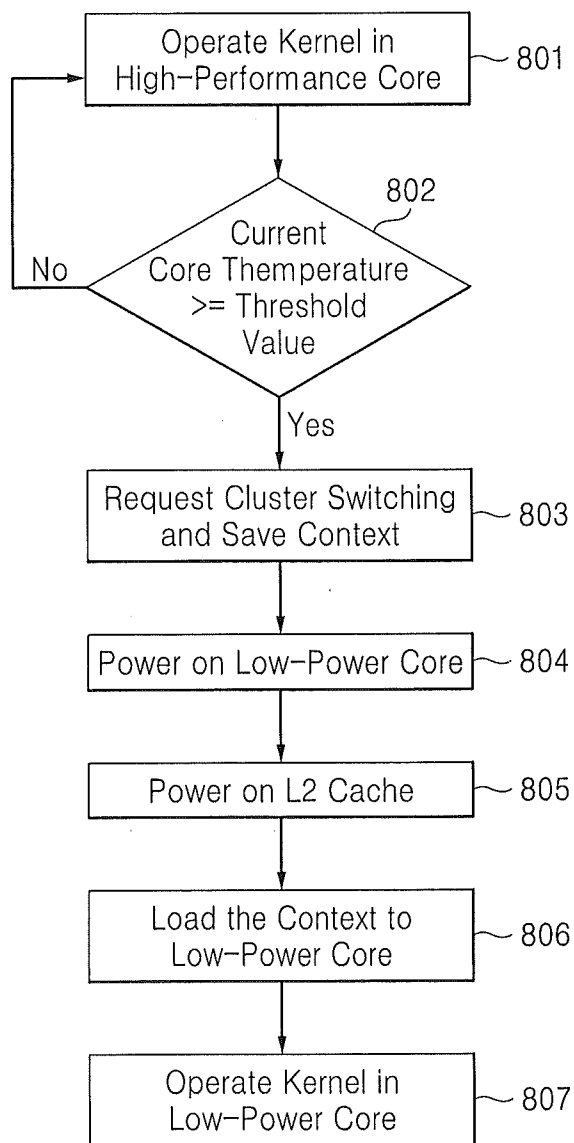 Operate Kernel in
High-Performance Core
801
802
Current
Core Themperature
>= Threshold
Value
No
Yes
Request Cluster Switching
and Save Context
803
Power on Low-Power Core
804
Power on L2 Cache
805
Load the Context to
Low-Power Core
806
Operate Kernel in
Low-Power Core
807